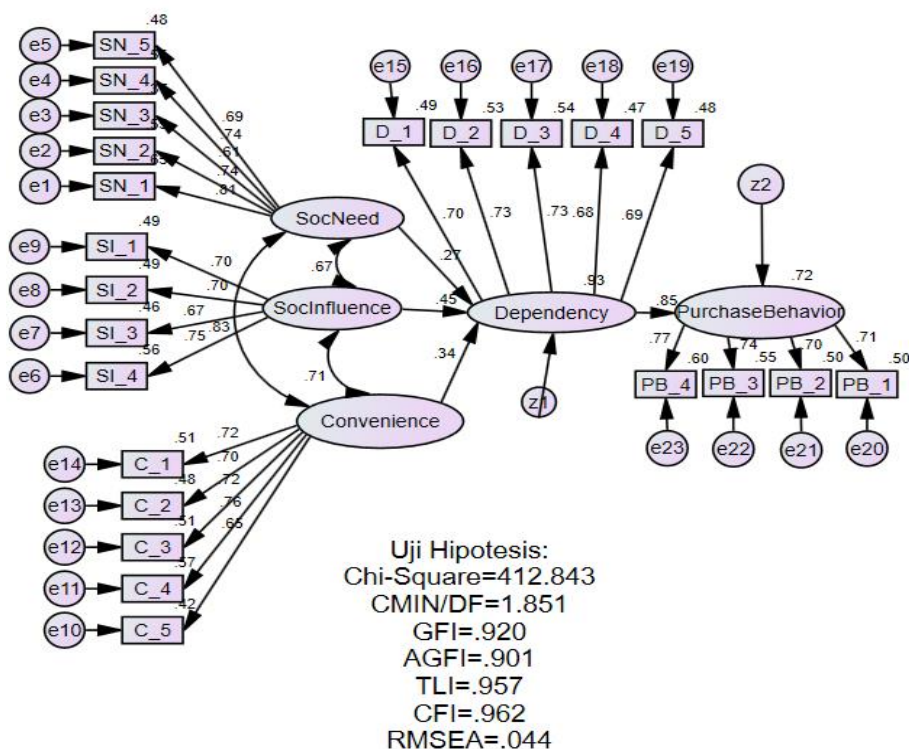 .48
e5 SN_5
e4 SN_4
e3 SN_3
e2 SN_2
e1 SN_1
.69
.74
.61
.74
.81
SocNeed
.49
e9 SI_1
.49
e8 SI_2
.46
e7 SI_3
.56
e6 SI_4
.70
.70
.67
.75
.83
.67
SocInfluence
.71
Convenience
.51
e14 C_1
.48
e13 C_2
.51
e12 C_3
.57
e11 C_4
.42
e10 C_5
.72
.70
.72
.76
.65
e15 e16 e17 e18 e19
.49 .53 .54 .47 .48
D_1 D_2 D_3 D_4 D_5
.70 .73 .73 .68 .69
.27
.45
.34
.93
Dependency
z1
.85
z2
.72
PurchaseBehavior
.77 .74 .70 .71
.60 .55 .50 .50
PB_4 PB_3 PB_2 PB_1
e23 e22 e21 e20
Uji Hipotesis:
Chi-Square=412.843
CMIN/DF=1.851
GFI=.920
AGFI=.901
TLI=.957
CFI=.962
RMSEA=.044